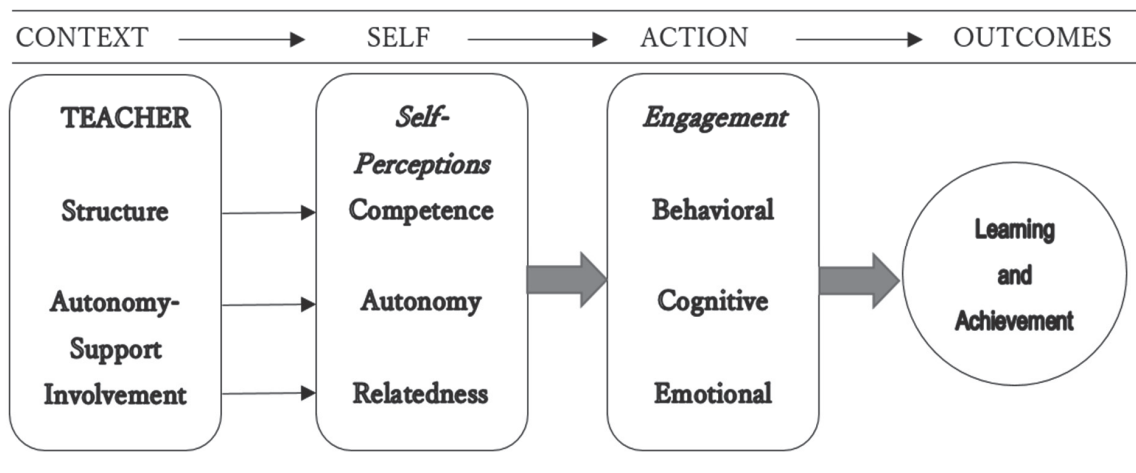 CONTEXT SELF ACTION OUTCOMES
TEACHER
Structure
Autonomy-
Support
Involvement
Self-
Perceptions
Competence
Autonomy
Relatedness
Engagement
Behavioral
Cognitive
Emotional
Learning
and
Achievement